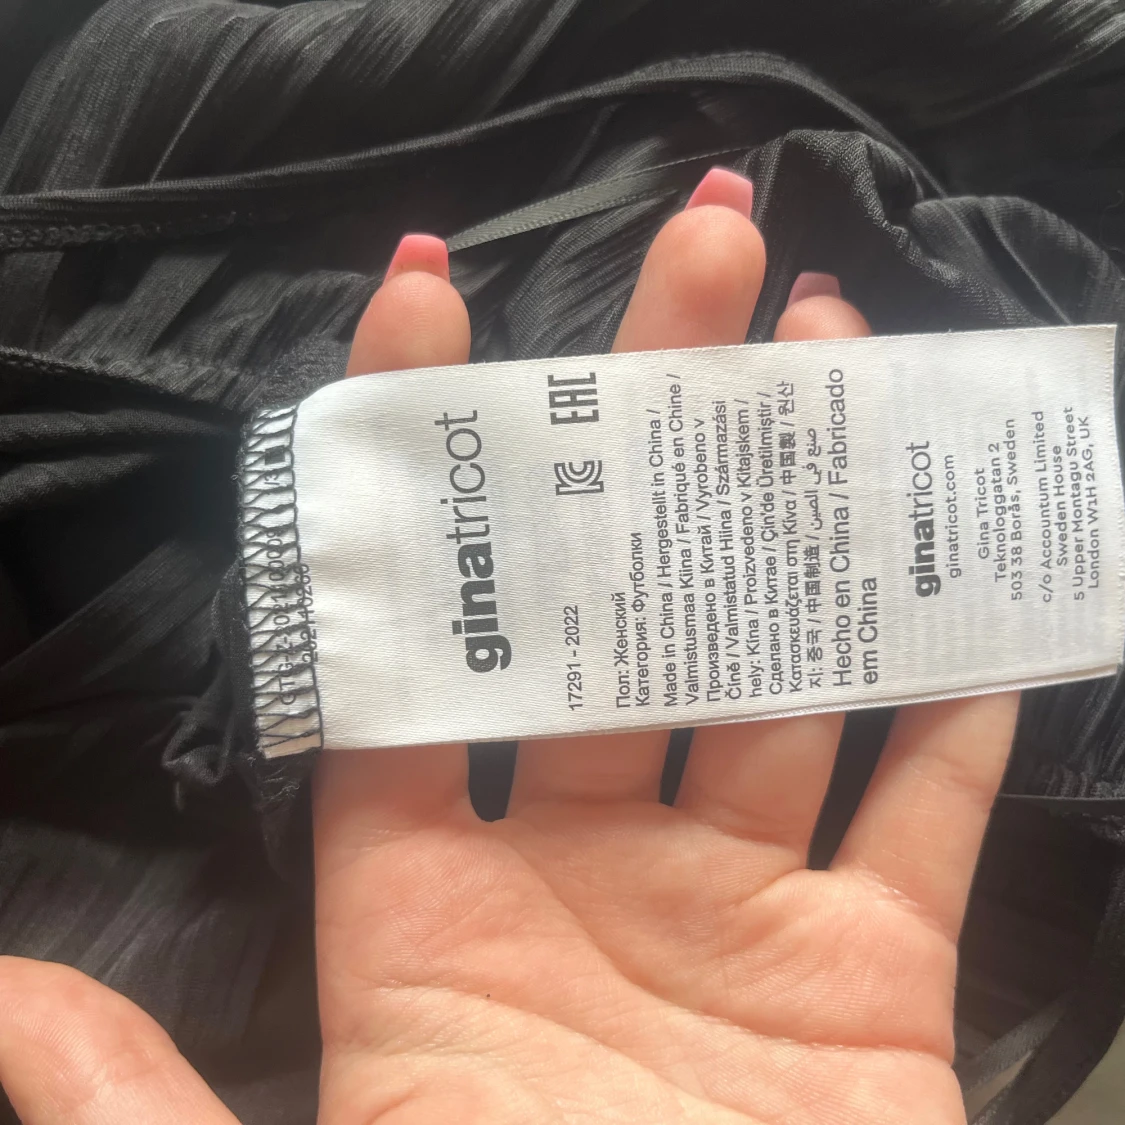 ginatricot
17291 - 2022
EAC
Пол: Женский
Категория: Футболки
Made in China / Hergestellt in China /
Valmistusmaa Kiina / Fabriqué en Chine /
Произведено в Китай / Vyrobeno v
Číně / Valmistatud Hiina / Származási
hely: Kína / Proizvedeno v Kitajskem /
Сделано в Китае / Çin'de Üretilmiştir /
Κατασκευάζεται στη Κίνα / 中国製 / 원산
지: 중국 / 中国制造 / صنع في الصين
Hecho en China / Fabricado
em China
ginatricot
ginatricot.com
Gina Tricot
Teknologgatan 2
503 38 Borås, Sweden
c/o Accountum Limited
Sweden House
5 Upper Montagu Street
London W1H 2AG, UK